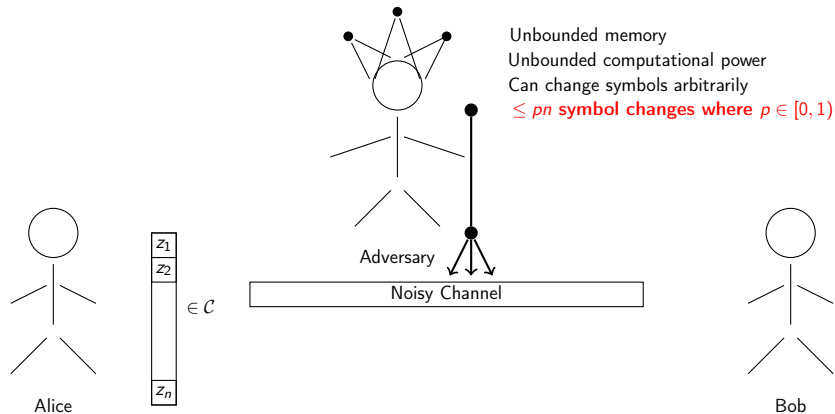 Unbounded memory
Unbounded computational power
Can change symbols arbitrarily
≤ pn symbol changes where p ∈ [0, 1)
z₁
z₂
∈ 𝒞
zₙ
Adversary
Noisy Channel
Alice
Bob